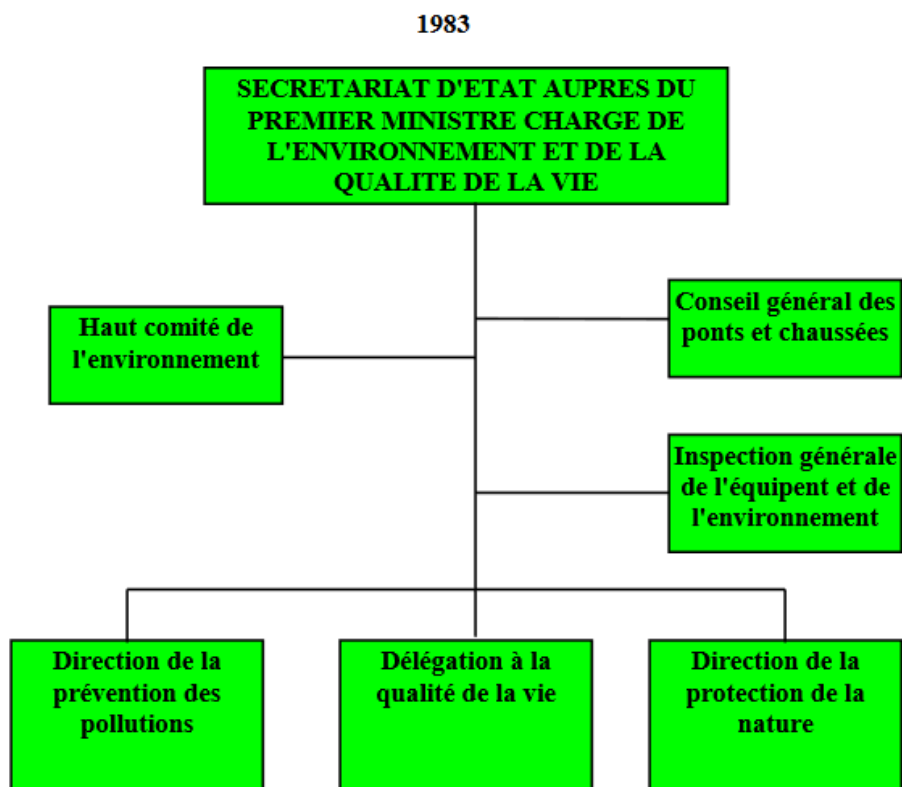 1983
SECRETARIAT D'ETAT AUPRES DU
PREMIER MINISTRE CHARGE DE
L'ENVIRONNEMENT ET DE LA
QUALITE DE LA VIE
Haut comité de
l'environnement
Conseil général des
ponts et chaussées
Inspection générale
de l'équipent et de
l'environnement
Direction de la
prévention des
pollutions
Délégation à la
qualité de la vie
Direction de la
protection de la
nature